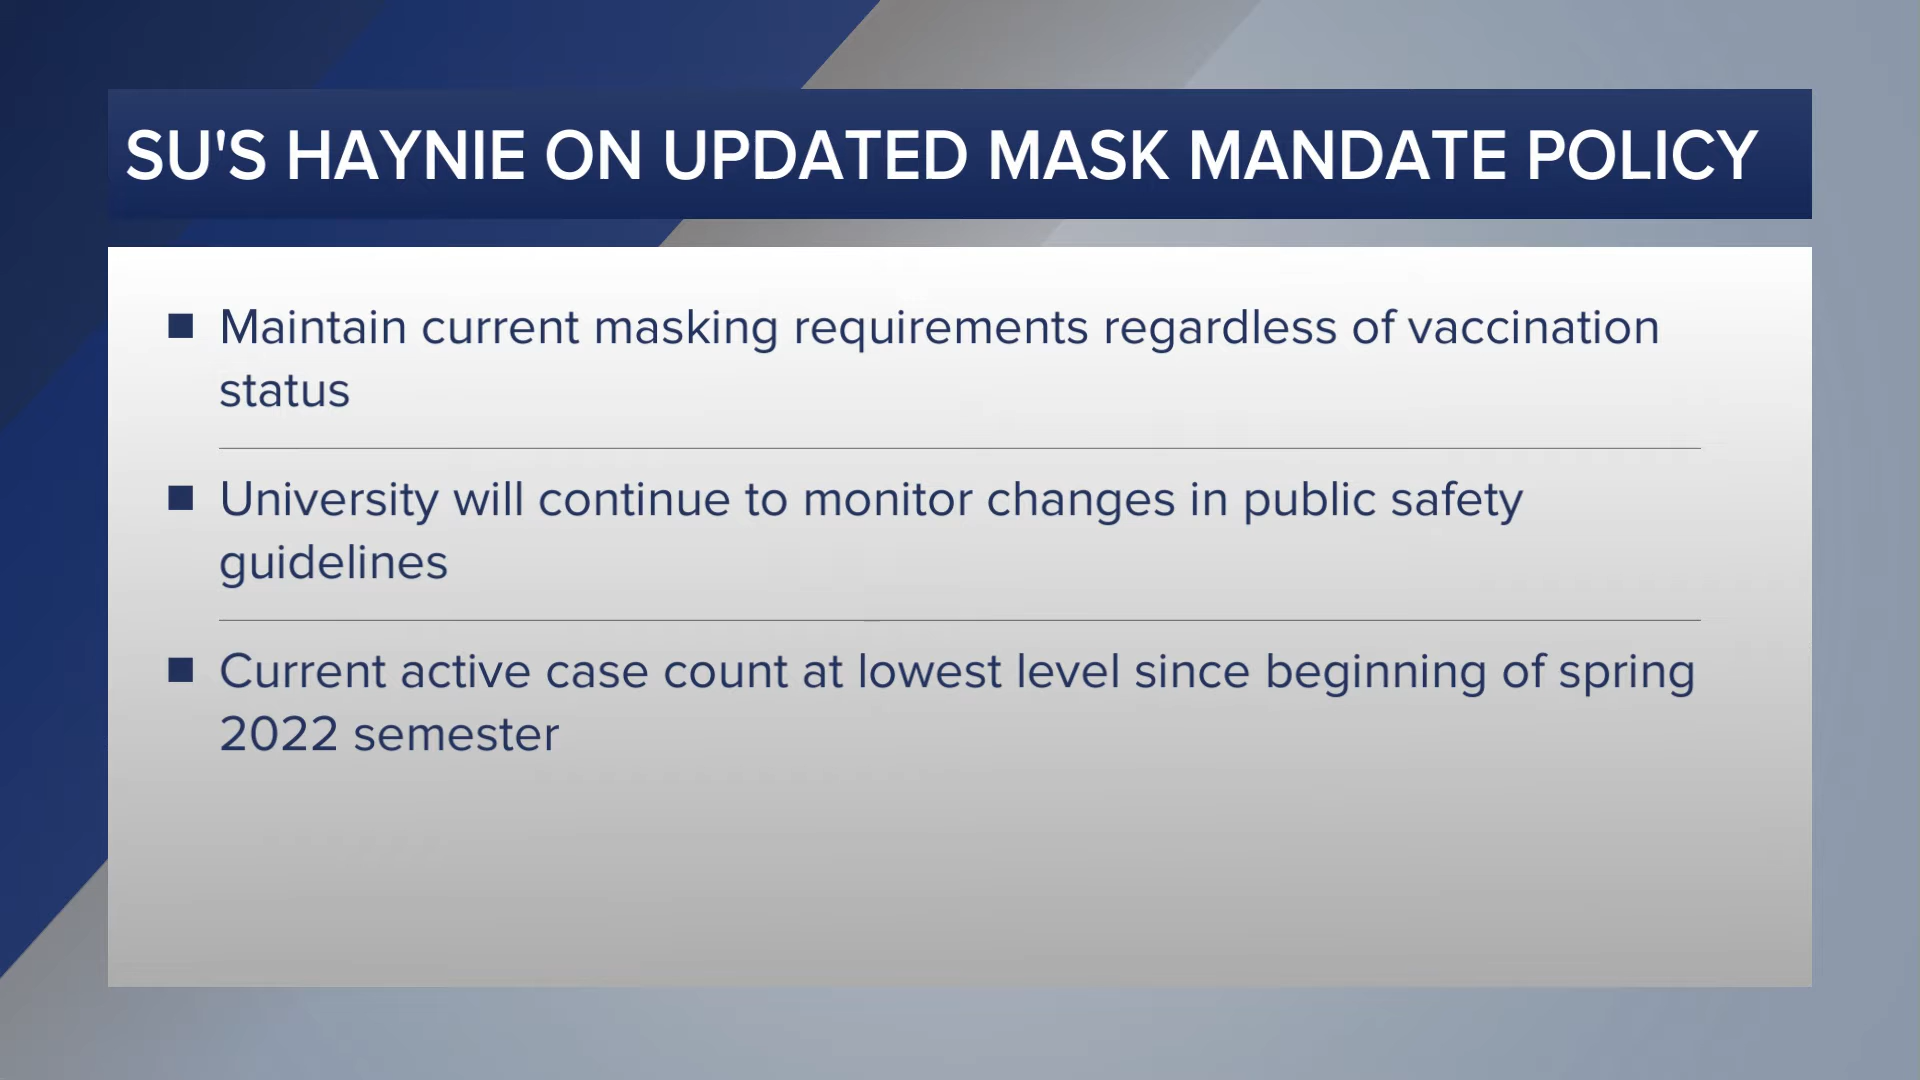 SU'S HAYNIE ON UPDATED MASK MANDATE POLICY
Maintain current masking requirements regardless of vaccination
status
University will continue to monitor changes in public safety
guidelines
Current active case count at lowest level since beginning of spring
2022 semester